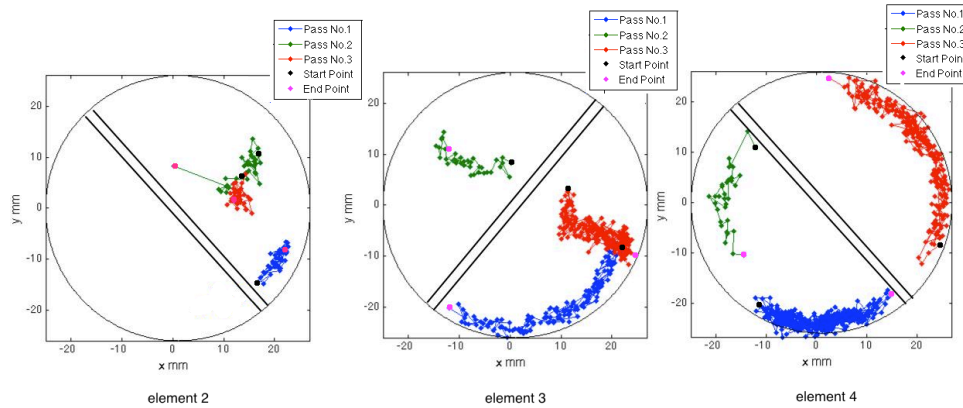 Pass No.1
Pass No.2
Pass No.3
Start Point
End Point
20
10
0
-10
-20
y mm
-20
-10
0
10
20
x mm
element 2
Pass No.1
Pass No.2
Pass No.3
Start Point
End Point
20
10
0
-10
-20
y mm
-20
-10
0
10
20
x mm
element 3
Pass No.1
Pass No.2
Pass No.3
Start Point
End Point
20
10
0
-10
-20
y mm
-20
-10
0
10
20
x mm
element 4